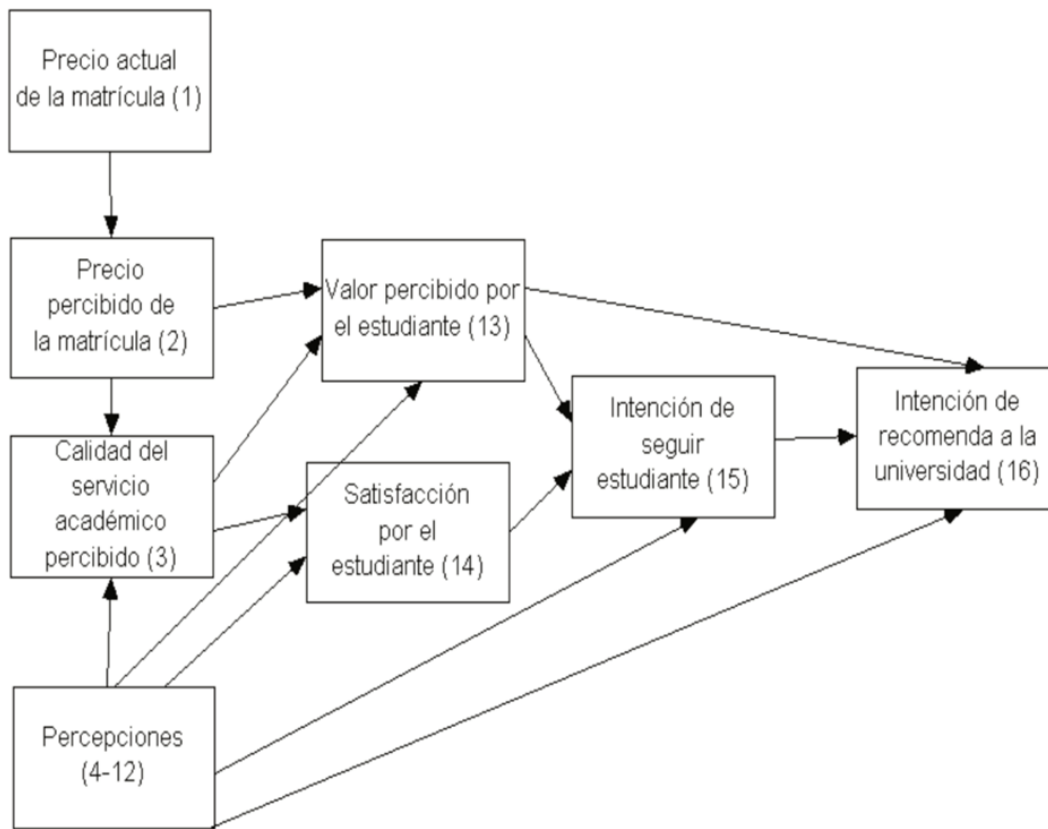 Precio actual
de la matrícula (1)
Precio
percibido de
la matrícula (2)
Valor percibido por
el estudiante (13)
Calidad del
servicio
académico
percibido (3)
Satisfacción
por el
estudiante (14)
Intención de
seguir
estudiante (15)
Intención de
recomenda a la
universidad (16)
Percepciones
(4-12)